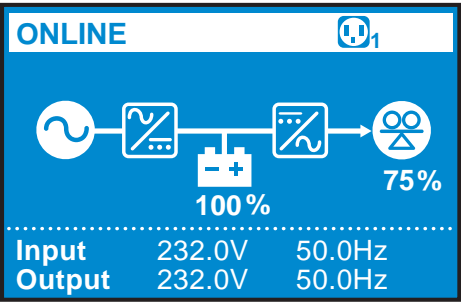 ONLINE 1
75%
100%
Input 232.0V 50.0Hz
Output 232.0V 50.0Hz